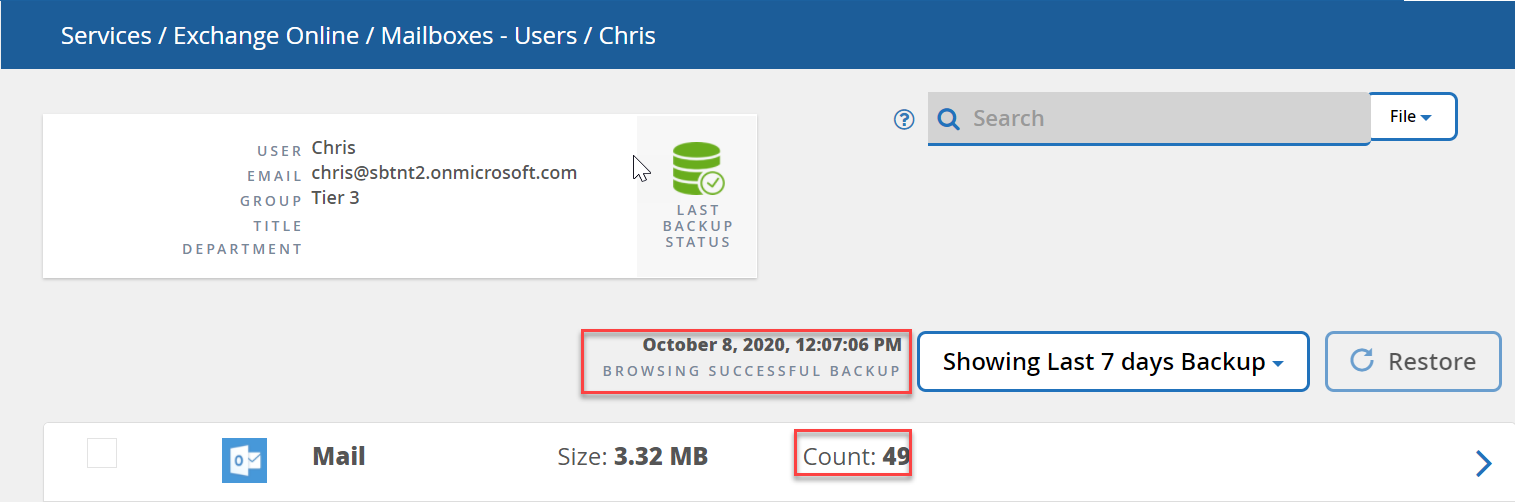 Services / Exchange Online / Mailboxes - Users / Chris
? Search File
USER Chris
EMAIL chris@sbtnt2.onmicrosoft.com
GROUP Tier 3
TITLE
DEPARTMENT
LAST
BACKUP
STATUS
October 8, 2020, 12:07:06 PM
BROWSING SUCCESSFUL BACKUP
Showing Last 7 days Backup
Restore
Mail Size: 3.32 MB Count: 49